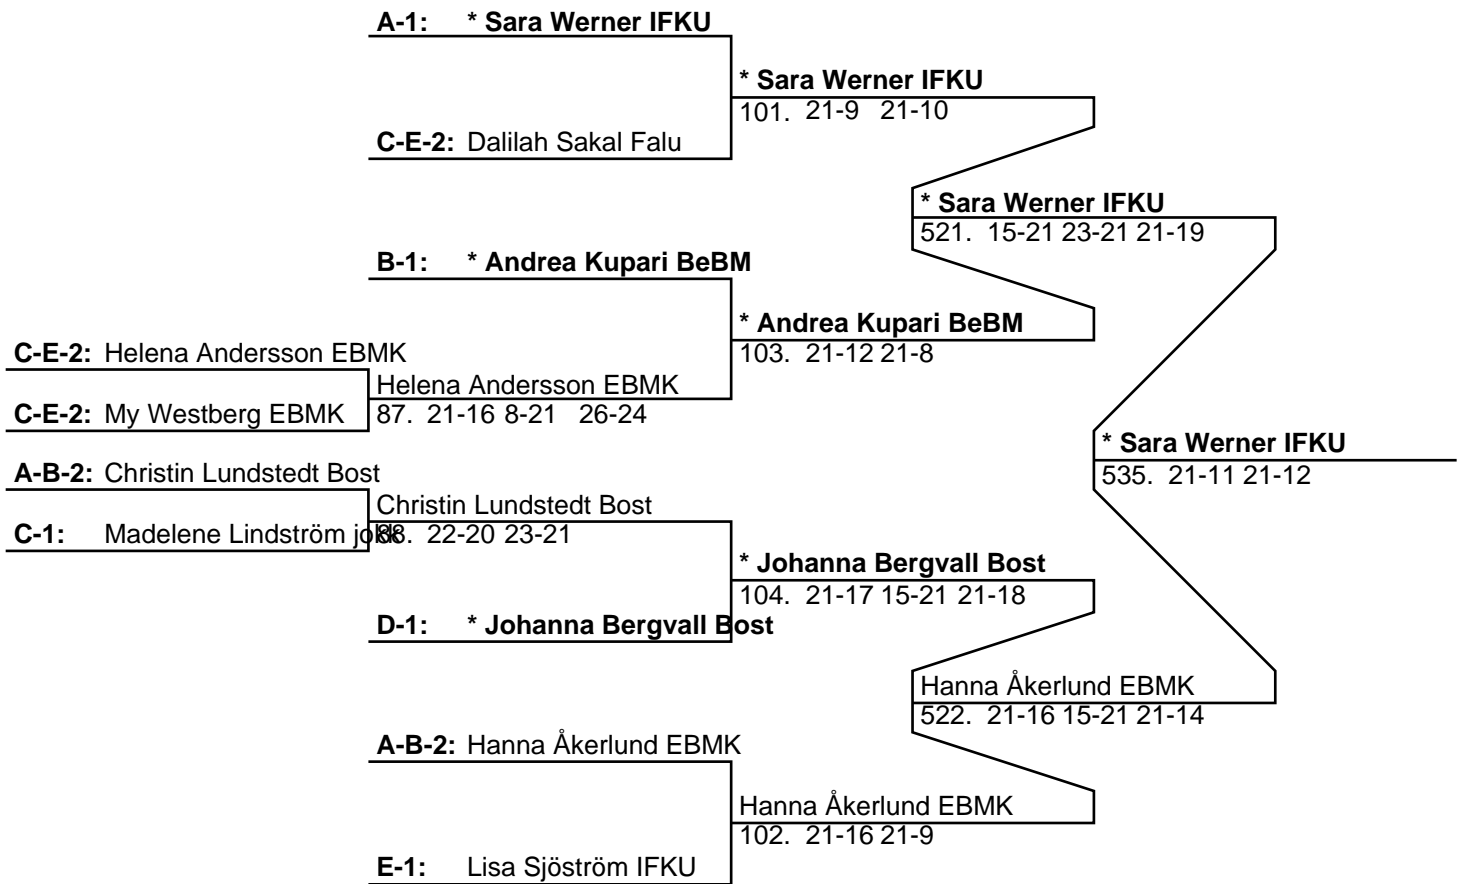 A-1: * Sara Werner IFKU
* Sara Werner IFKU
101. 21-9 21-10
C-E-2: Dalilah Sakal Falu
* Sara Werner IFKU
521. 15-21 23-21 21-19
B-1: * Andrea Kupari BeBM
* Andrea Kupari BeBM
103. 21-12 21-8
C-E-2: Helena Andersson EBMK
Helena Andersson EBMK
87. 21-16 8-21 26-24
C-E-2: My Westberg EBMK
* Sara Werner IFKU
535. 21-11 21-12
A-B-2: Christin Lundstedt Bost
Christin Lundstedt Bost
88. 22-20 23-21
C-1: Madelene Lindström jokk
* Johanna Bergvall Bost
104. 21-17 15-21 21-18
D-1: * Johanna Bergvall Bost
Hanna Åkerlund EBMK
522. 21-16 15-21 21-14
A-B-2: Hanna Åkerlund EBMK
Hanna Åkerlund EBMK
102. 21-16 21-9
E-1: Lisa Sjöström IFKU